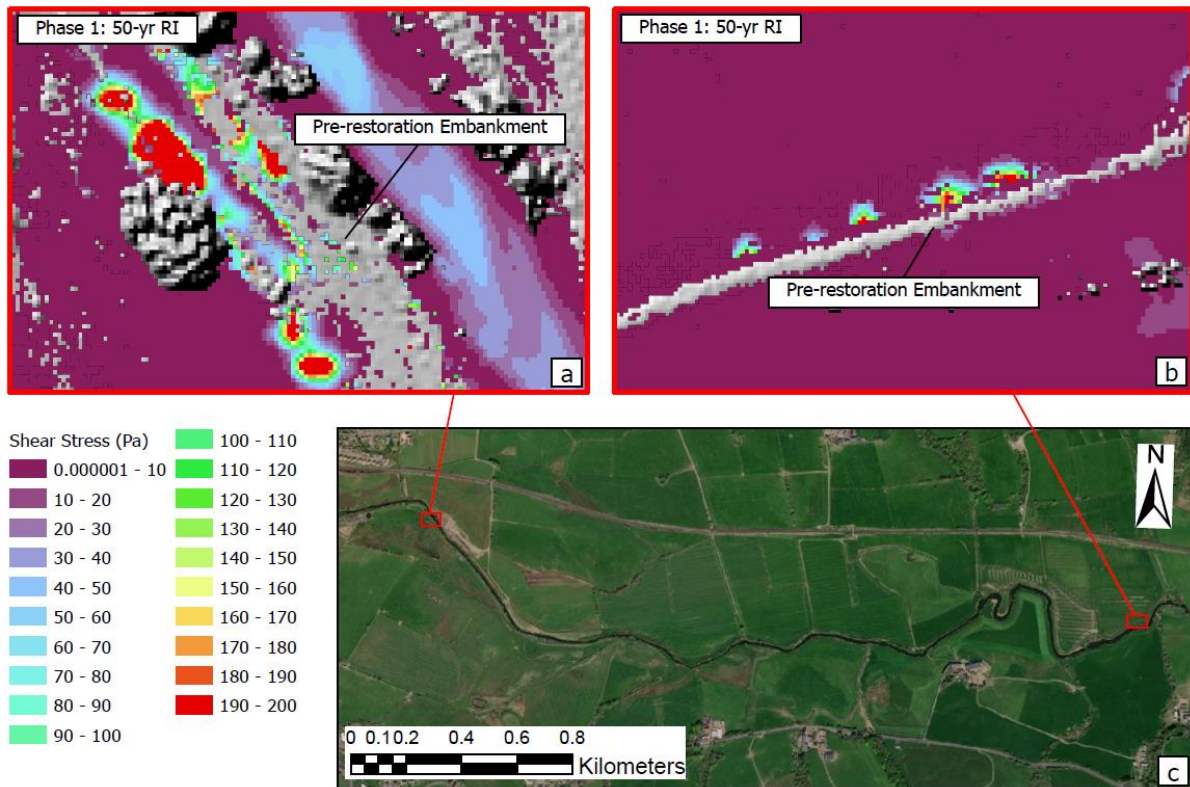 Phase 1: 50-yr RI
Pre-restoration Embankment
a
Phase 1: 50-yr RI
Pre-restoration Embankment
b
Shear Stress (Pa)
0.000001 - 10
10 - 20
20 - 30
30 - 40
40 - 50
50 - 60
60 - 70
70 - 80
80 - 90
90 - 100
100 - 110
110 - 120
120 - 130
130 - 140
140 - 150
150 - 160
160 - 170
170 - 180
180 - 190
190 - 200
N
0 0.1 0.2 0.4 0.6 0.8
Kilometers
c